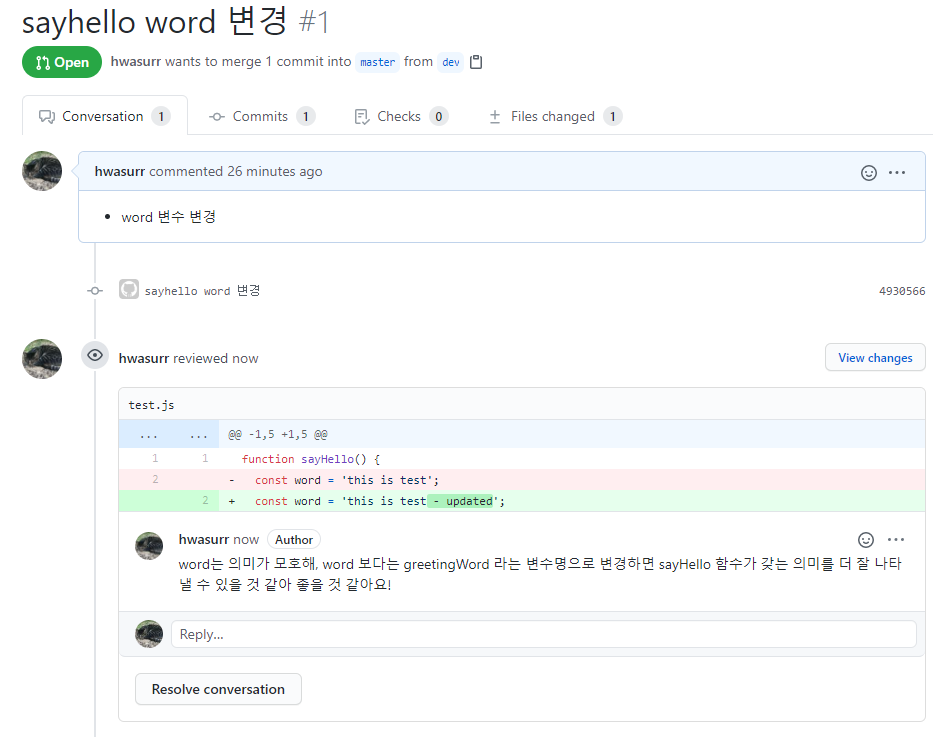 sayhello word 변경 #1
Open hwasurr wants to merge 1 commit into master from dev
Conversation 1 Commits 1 Checks 0 Files changed 1
hwasurr commented 26 minutes ago
word 변수 변경
sayhello word 변경 4930566
hwasurr reviewed now View changes
test.js
... ... @@ -1,5 +1,5 @@
1 1 function sayHello() {
2 - const word = 'this is test';
2 + const word = 'this is test - updated';
hwasurr now Author
word는 의미가 모호해, word 보다는 greetingWord 라는 변수명으로 변경하면 sayHello 함수가 갖는 의미를 더 잘 나타
낼 수 있을 것 같아 좋을 것 같아요!
Reply...
Resolve conversation